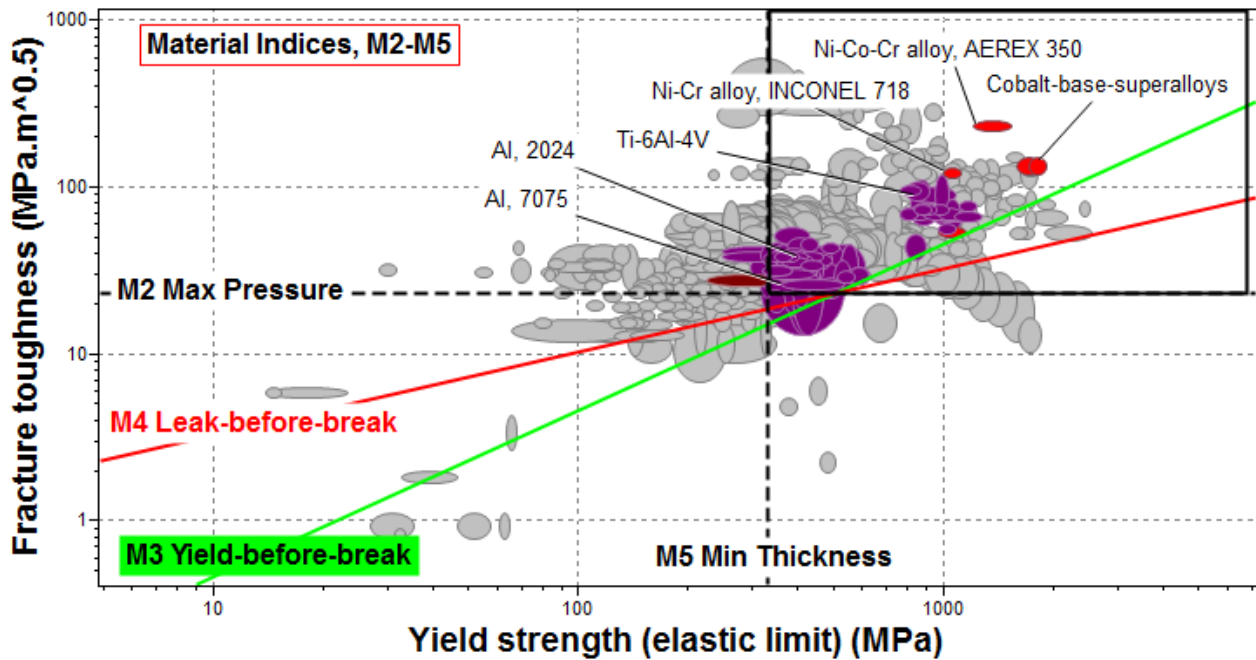 Fracture toughness (MPa.m^0.5)
1000
100
10
1
Material Indices, M2-M5
Ni-Co-Cr alloy, AEREX 350
Ni-Cr alloy, INCONEL 718
Cobalt-base-superalloys
Al, 2024
Ti-6Al-4V
Al, 7075
M2 Max Pressure
M4 Leak-before-break
M3 Yield-before-break
M5 Min Thickness
10
100
1000
Yield strength (elastic limit) (MPa)